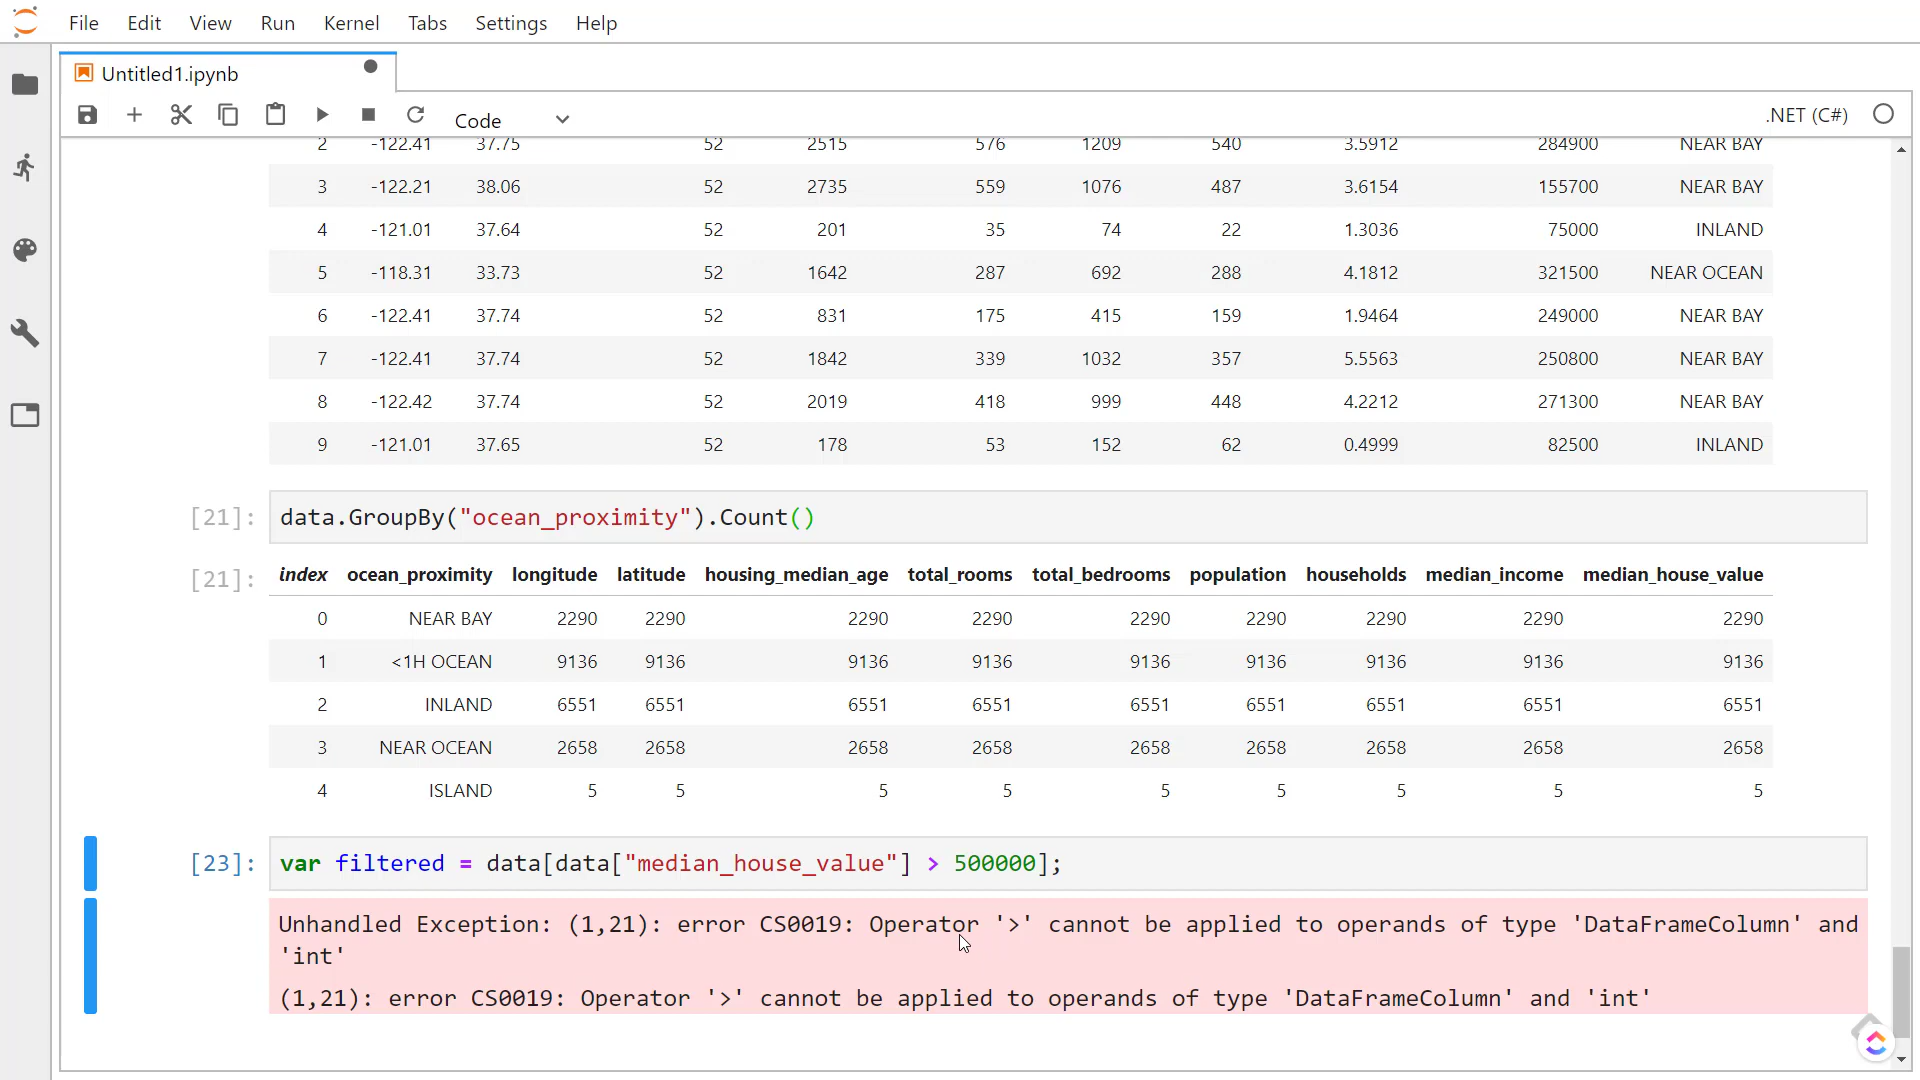 File Edit View Run Kernel Tabs Settings Help
Untitled1.ipynb
Code .NET (C#)
2 -122.41 37.75 52 2515 576 1209 540 3.5912 284900 NEAR BAY
3 -122.21 38.06 52 2735 559 1076 487 3.6154 155700 NEAR BAY
4 -121.01 37.64 52 201 35 74 22 1.3036 75000 INLAND
5 -118.31 33.73 52 1642 287 692 288 4.1812 321500 NEAR OCEAN
6 -122.41 37.74 52 831 175 415 159 1.9464 249000 NEAR BAY
7 -122.41 37.74 52 1842 339 1032 357 5.5563 250800 NEAR BAY
8 -122.42 37.74 52 2019 418 999 448 4.2212 271300 NEAR BAY
9 -121.01 37.65 52 178 53 152 62 0.4999 82500 INLAND
[21]: data.GroupBy("ocean_proximity").Count()
[21]: index ocean_proximity longitude latitude housing_median_age total_rooms total_bedrooms population households median_income median_house_value
0 NEAR BAY 2290 2290 2290 2290 2290 2290 2290 2290 2290
1 <1H OCEAN 9136 9136 9136 9136 9136 9136 9136 9136 9136
2 INLAND 6551 6551 6551 6551 6551 6551 6551 6551 6551
3 NEAR OCEAN 2658 2658 2658 2658 2658 2658 2658 2658 2658
4 ISLAND 5 5 5 5 5 5 5 5 5
[23]: var filtered = data[data["median_house_value"] > 500000];
Unhandled Exception: (1,21): error CS0019: Operator '>' cannot be applied to operands of type 'DataFrameColumn' and
'int'
(1,21): error CS0019: Operator '>' cannot be applied to operands of type 'DataFrameColumn' and 'int'